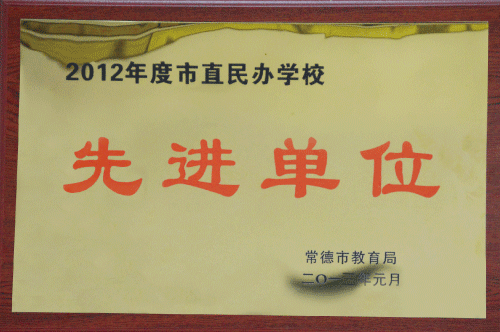 2012年度市直民办学校
先进单位
常德市教育局
二〇一 年元月